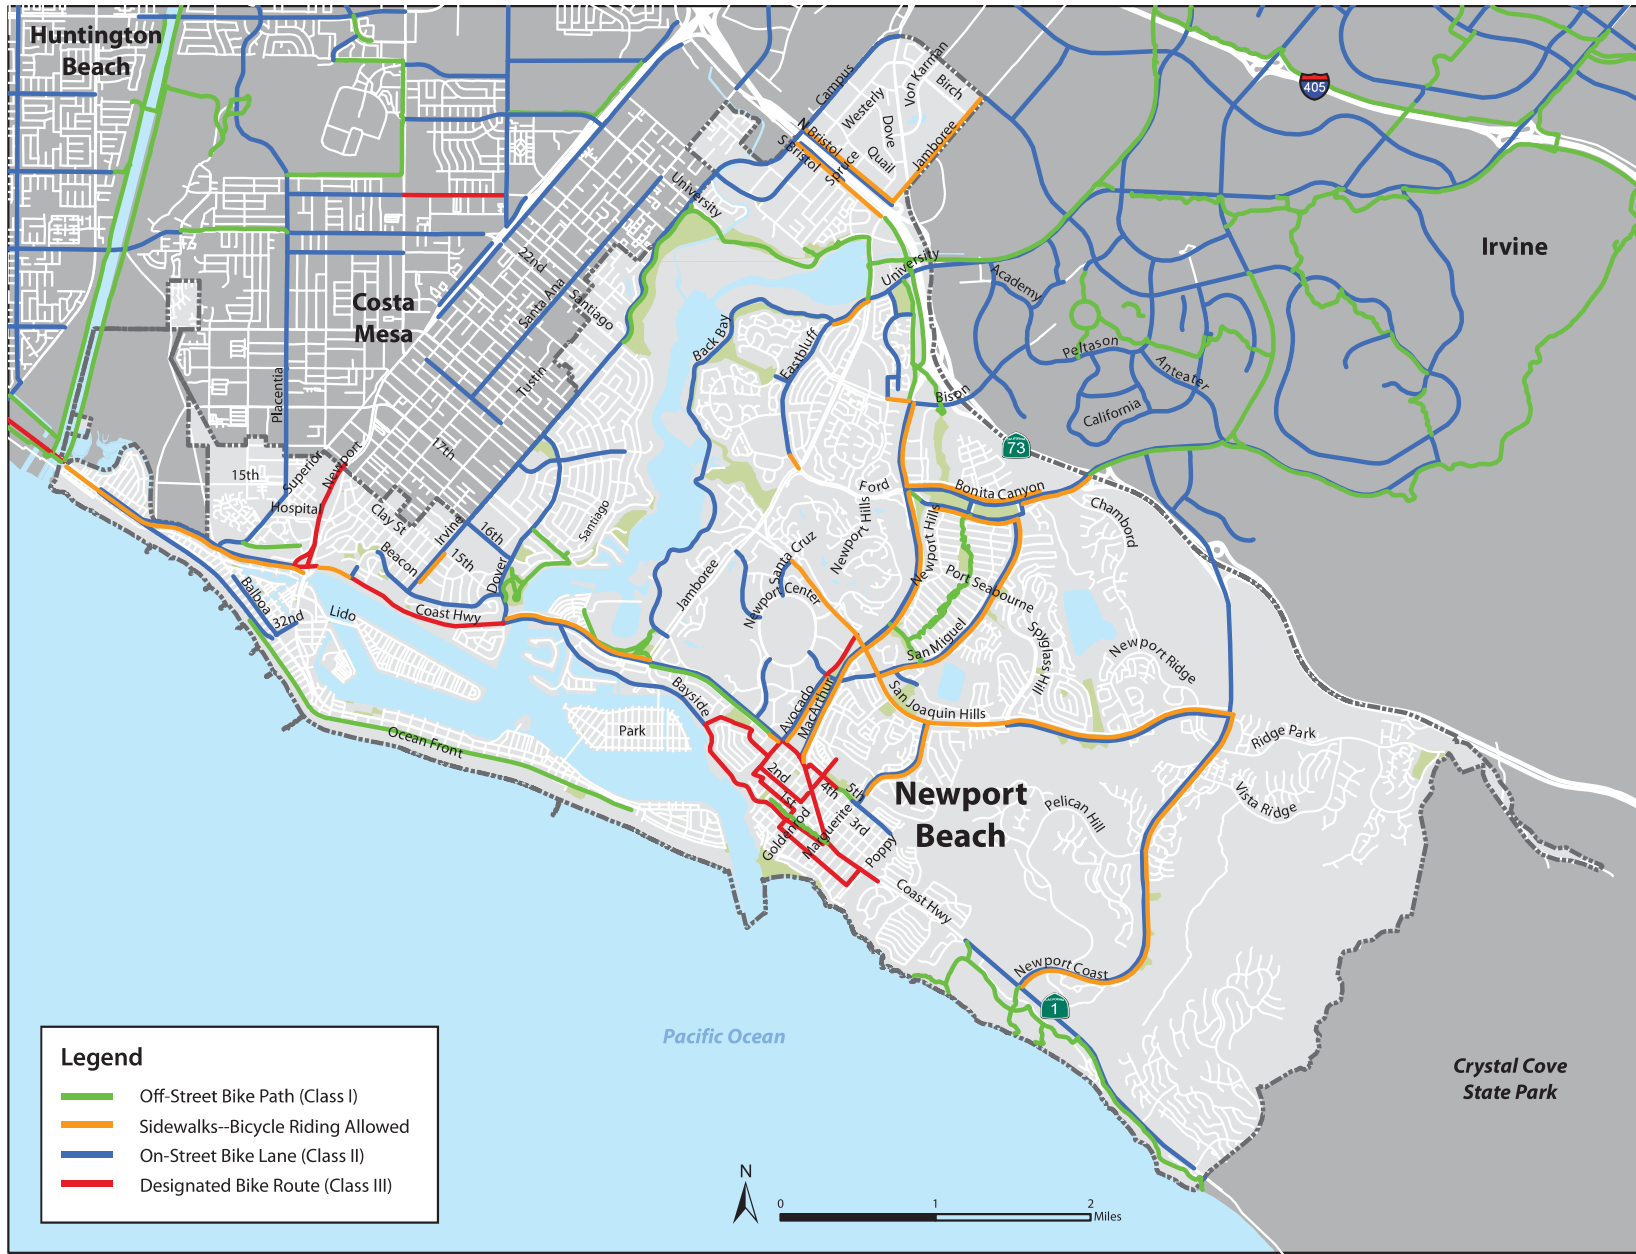 Huntington
Beach
Costa
Mesa
Irvine
Newport
Beach
Pacific Ocean
Crystal Cove
State Park
405
73
1
Campus
Westerly
Von Karman
Birch
Dove
Quail
Jamboree
N Bristol
S Bristol
Spruce
University
University
Academy
Peltason
Anteater
California
Bison
22nd
Santa Ana
Santiago
Tustin
Back Bay
Eastbluff
Placentia
17th
15th
Superior
Newport
Hospital
Clay St
Beacon
Irvine
16th
15th
Dover
Santiago
Ford
Bonita Canyon
Chambord
Newport Hills
Newport Hills
Santa Cruz
Newport Center
Jamboree
Port Seabourne
San Miguel
Spyglass Hill
Newport Ridge
Balboa
32nd
Lido
Coast Hwy
Bayside
Park
Ocean Front
Avocado
MacArthur
San Joaquin Hills
Ridge Park
Vista Ridge
Pelican Hill
2nd
1st
4th
5th
3rd
Goldenrod
Marguerite
Poppy
Coast Hwy
Newport Coast
CALIFORNIA
CALIFORNIA
Legend
Off-Street Bike Path (Class I)
Sidewalks--Bicycle Riding Allowed
On-Street Bike Lane (Class II)
Designated Bike Route (Class III)
N
0 1 2
Miles